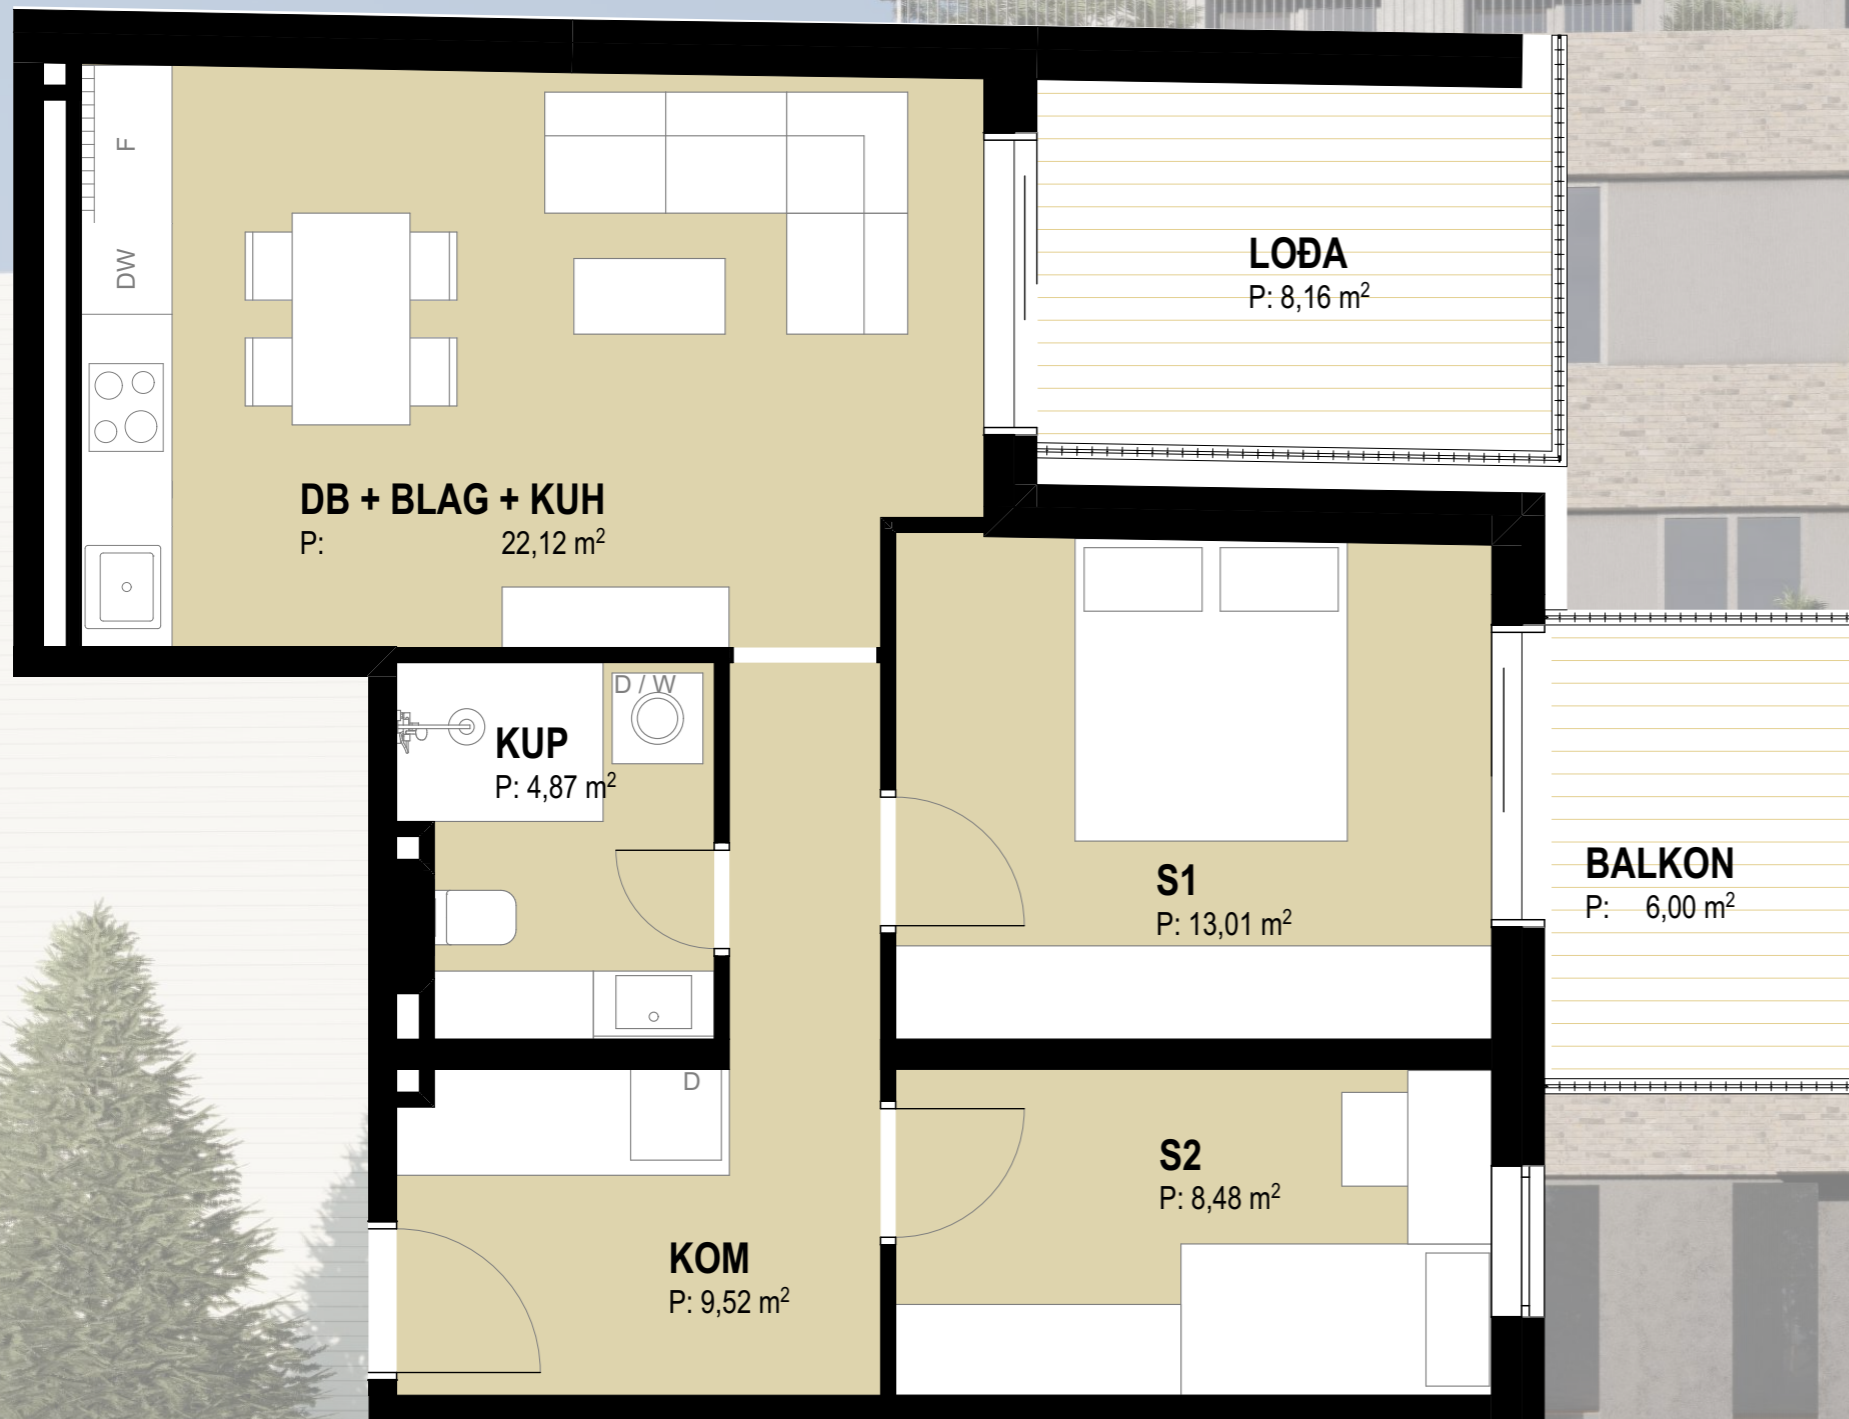 F
DW
LOĐA
P: 8,16 m²
DB + BLAG + KUH
P: 22,12 m²
D / W
KUP
P: 4,87 m²
S1
P: 13,01 m²
BALKON
P: 6,00 m²
D
S2
P: 8,48 m²
KOM
P: 9,52 m²